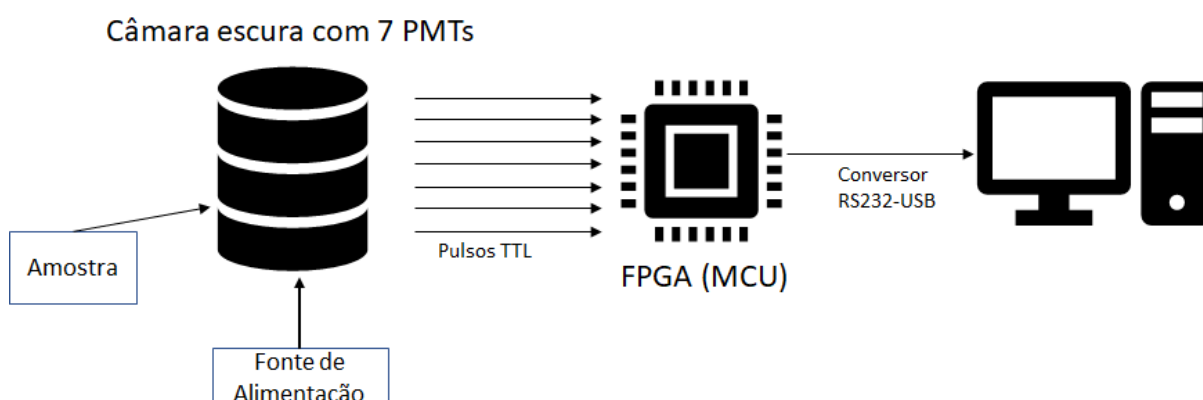 Câmara escura com 7 PMTs
Amostra
Fonte de
Alimentação
Pulsos TTL
FPGA (MCU)
Conversor
RS232-USB